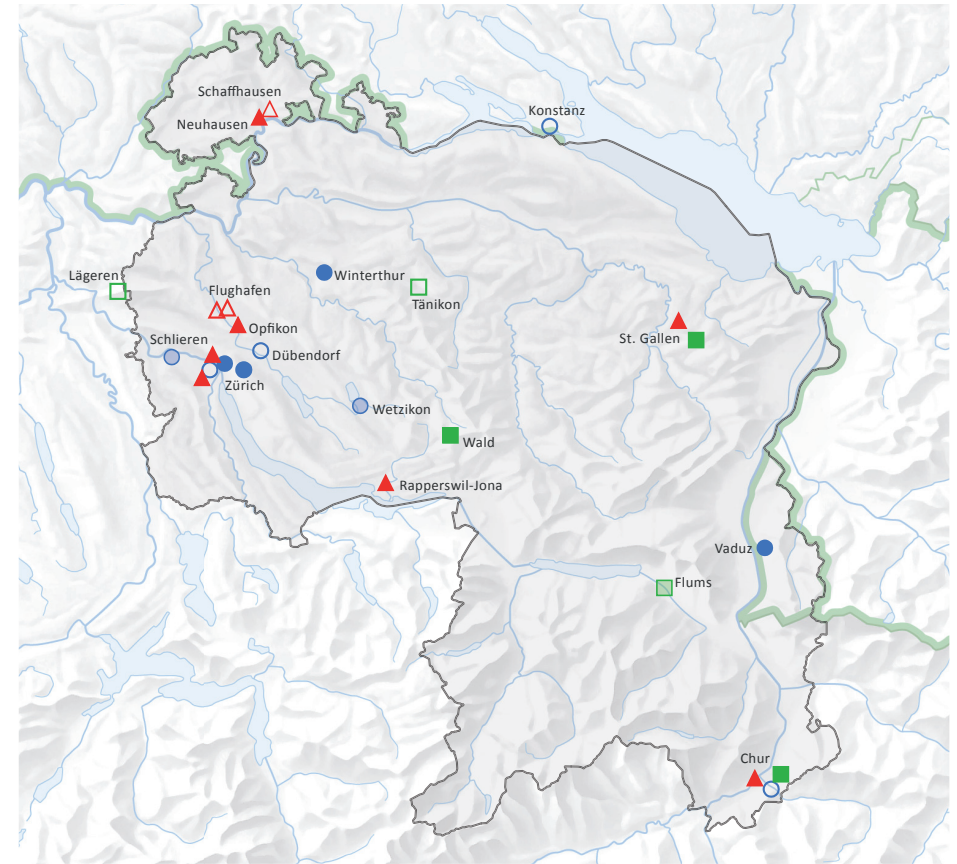 Schaffhausen
Neuhausen
Konstanz
Lägeren
Flughafen
Winterthur
Tänikon
Opfikon
Schlieren
Dübendorf
St. Gallen
Zürich
Wetzikon
Wald
Rapperswil-Jona
Vaduz
Flums
Chur